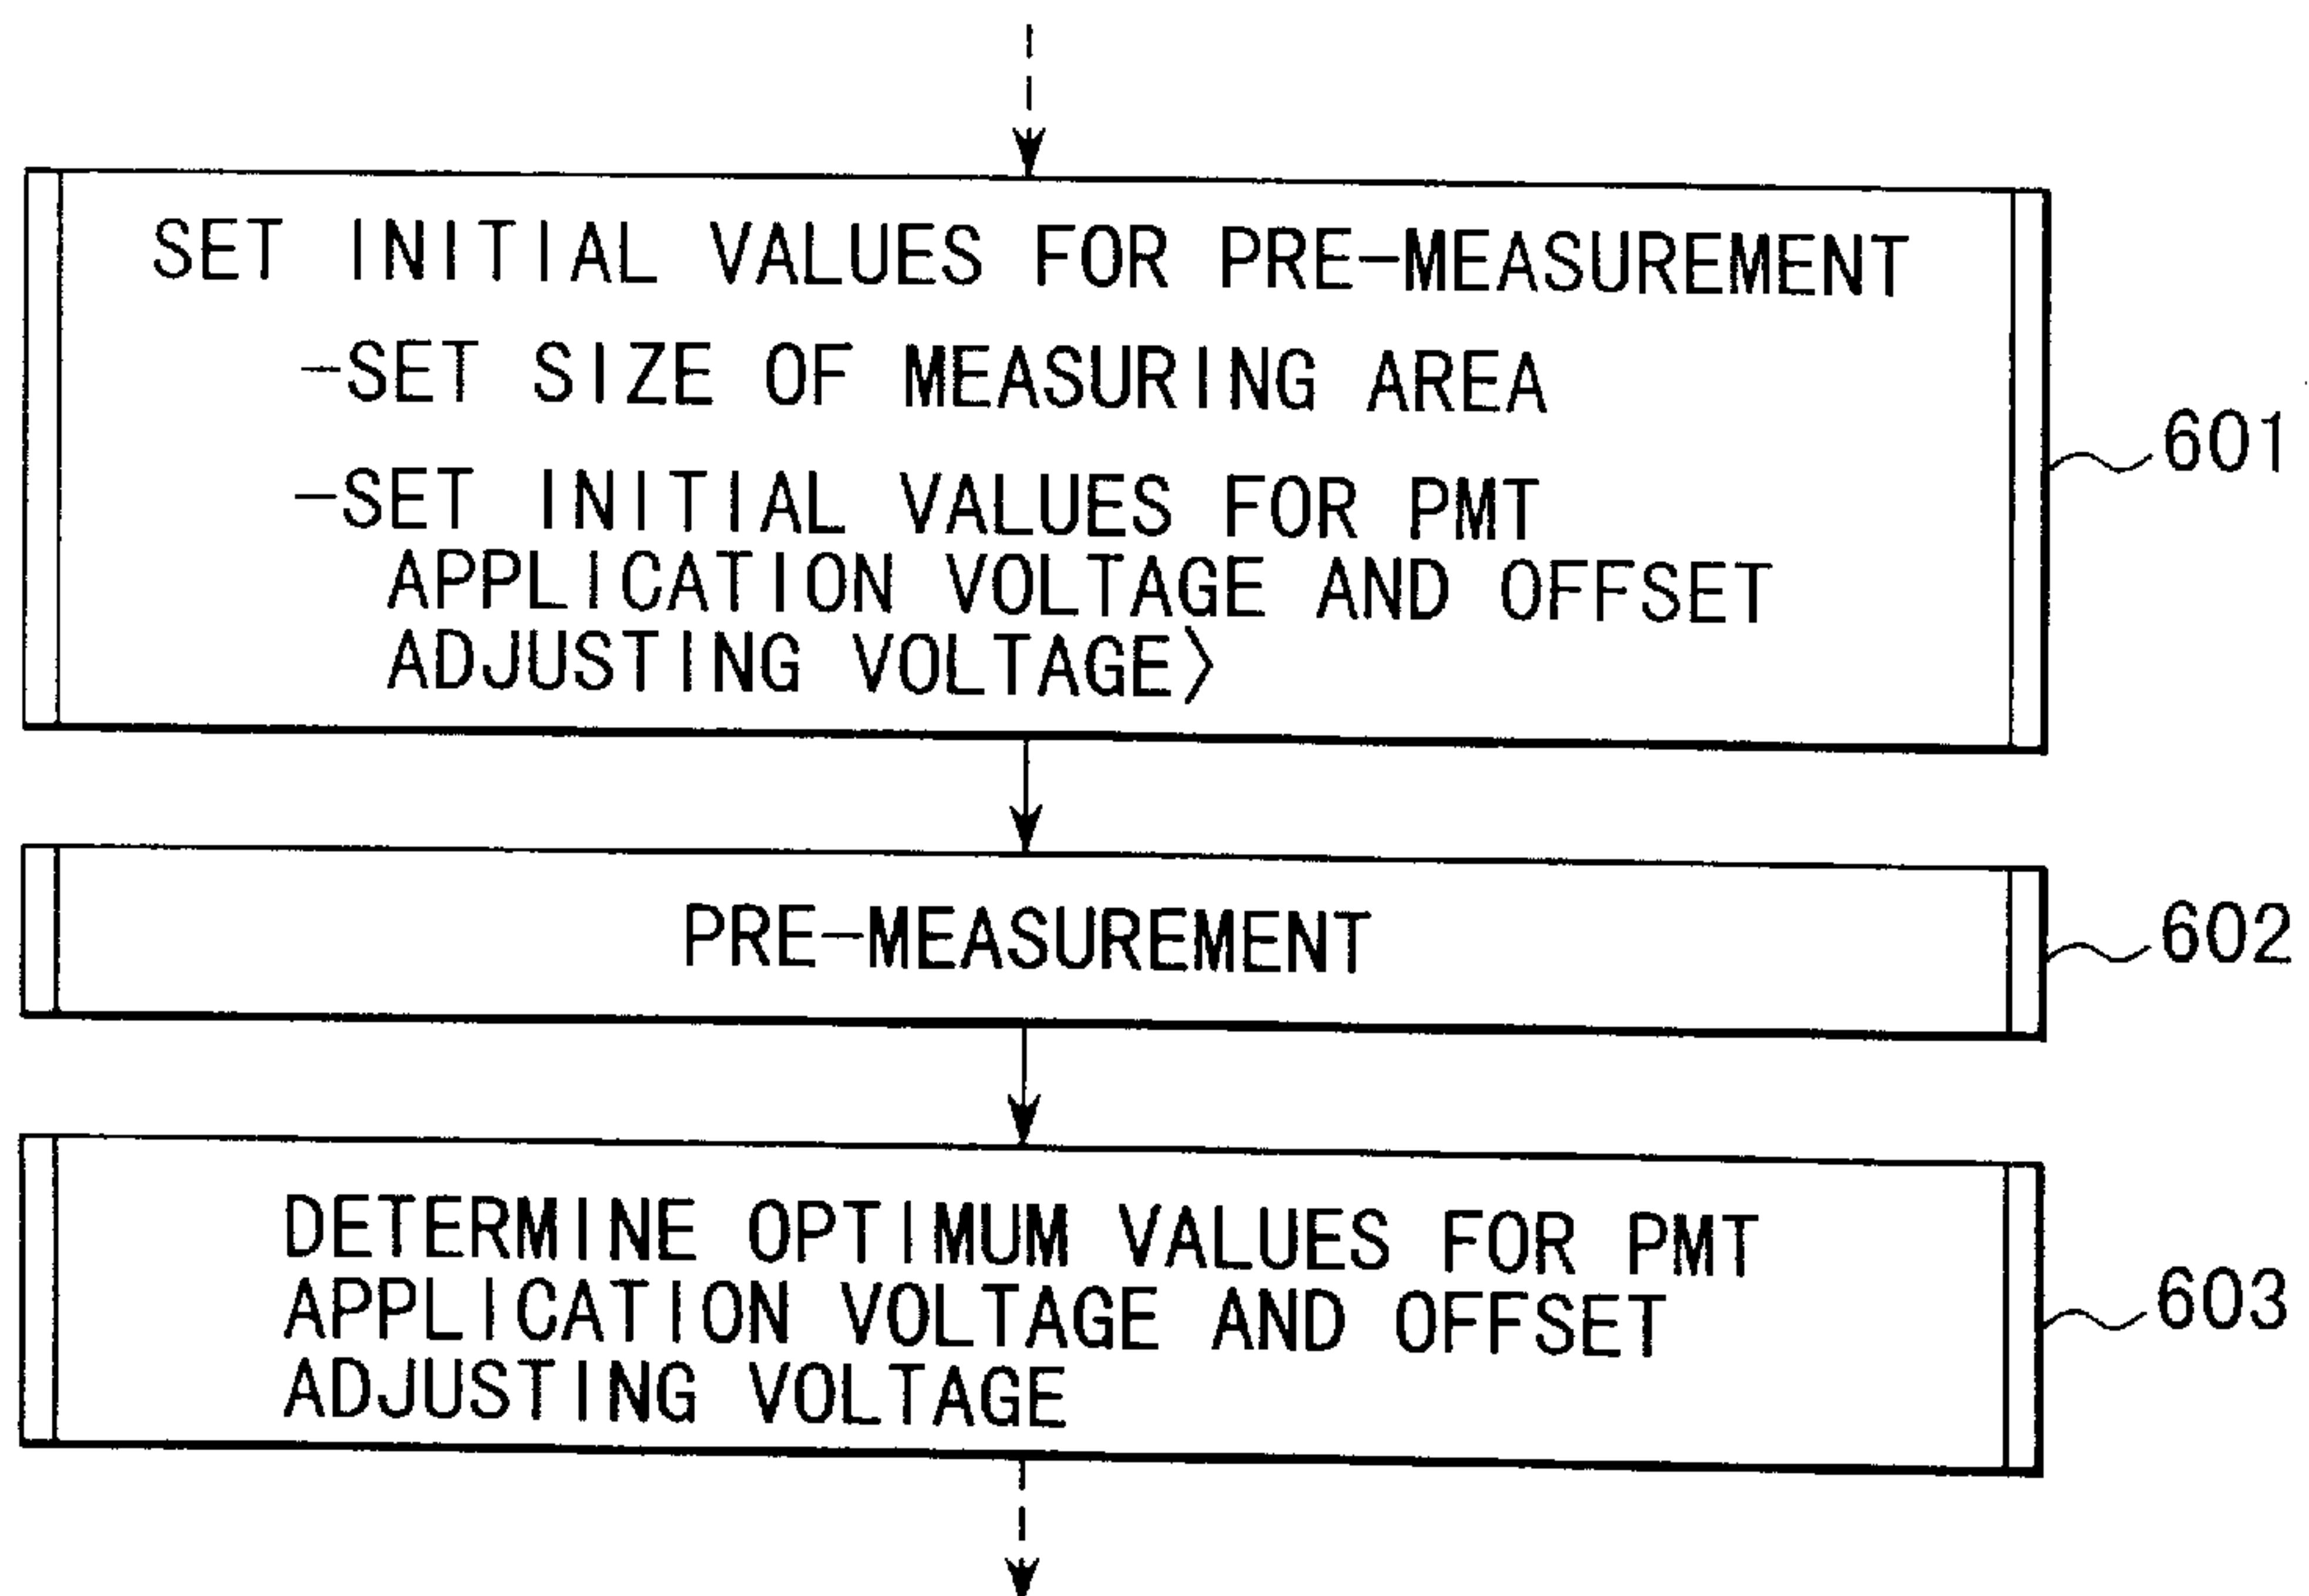 SET INITIAL VALUES FOR PRE-MEASUREMENT
-SET SIZE OF MEASURING AREA
-SET INITIAL VALUES FOR PMT
APPLICATION VOLTAGE AND OFFSET
ADJUSTING VOLTAGE〉
601
PRE-MEASUREMENT
602
DETERMINE OPTIMUM VALUES FOR PMT
APPLICATION VOLTAGE AND OFFSET
ADJUSTING VOLTAGE
603